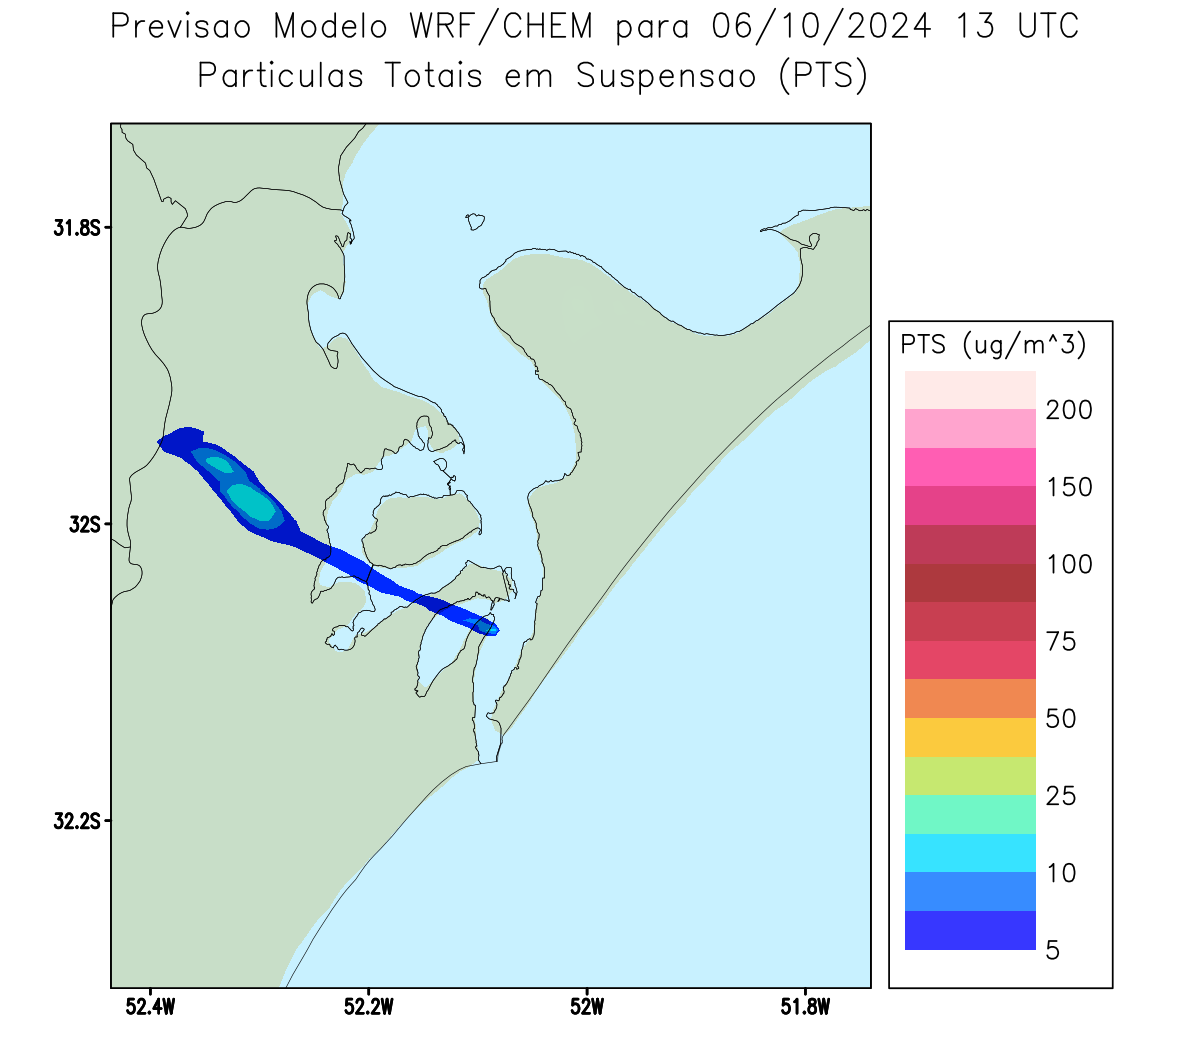 Previsao Modelo WRF/CHEM para 06/10/2024 13 UTC
Particulas Totais em Suspensao (PTS)
31.8S
32S
32.2S
52.4W
52.2W
52W
51.8W
PTS (ug/m^3)
200
150
100
75
50
25
10
5